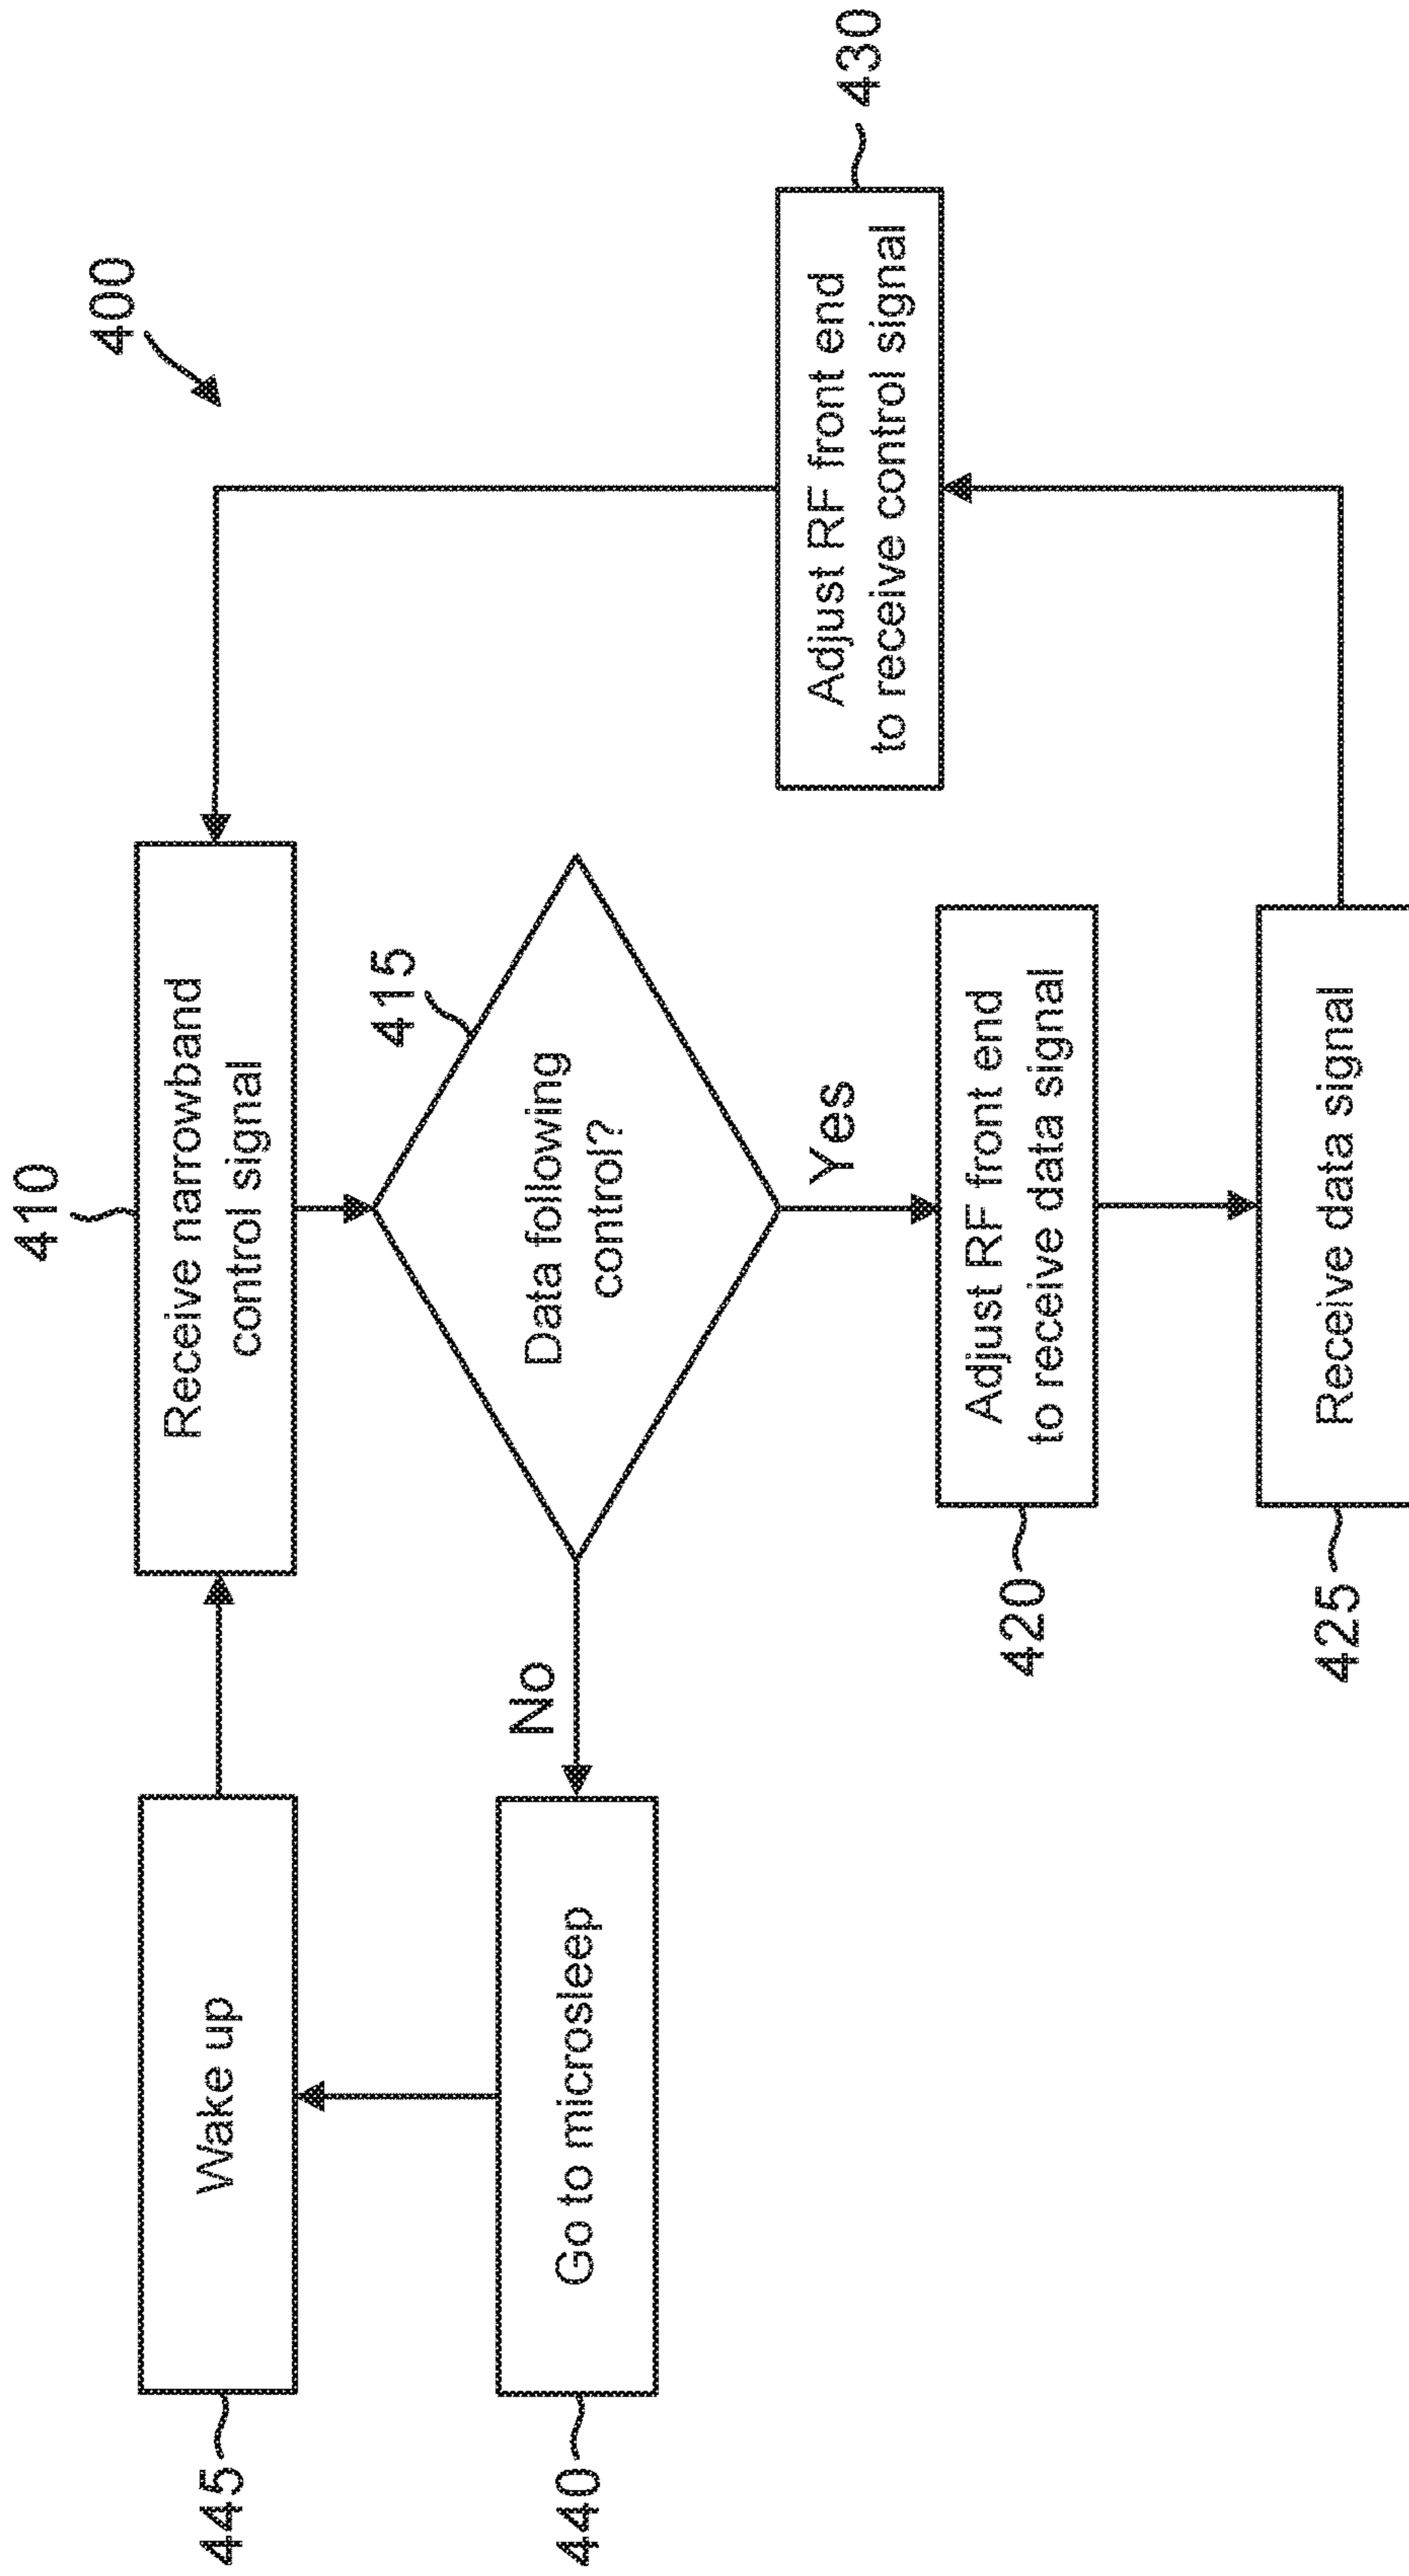 400
410
Receive narrowband
control signal
415
Data following
control?
Yes
No
420
Adjust RF front end
to receive data signal
425
Receive data signal
430
Adjust RF front end
to receive control signal
440
Go to microsleep
445
Wake up